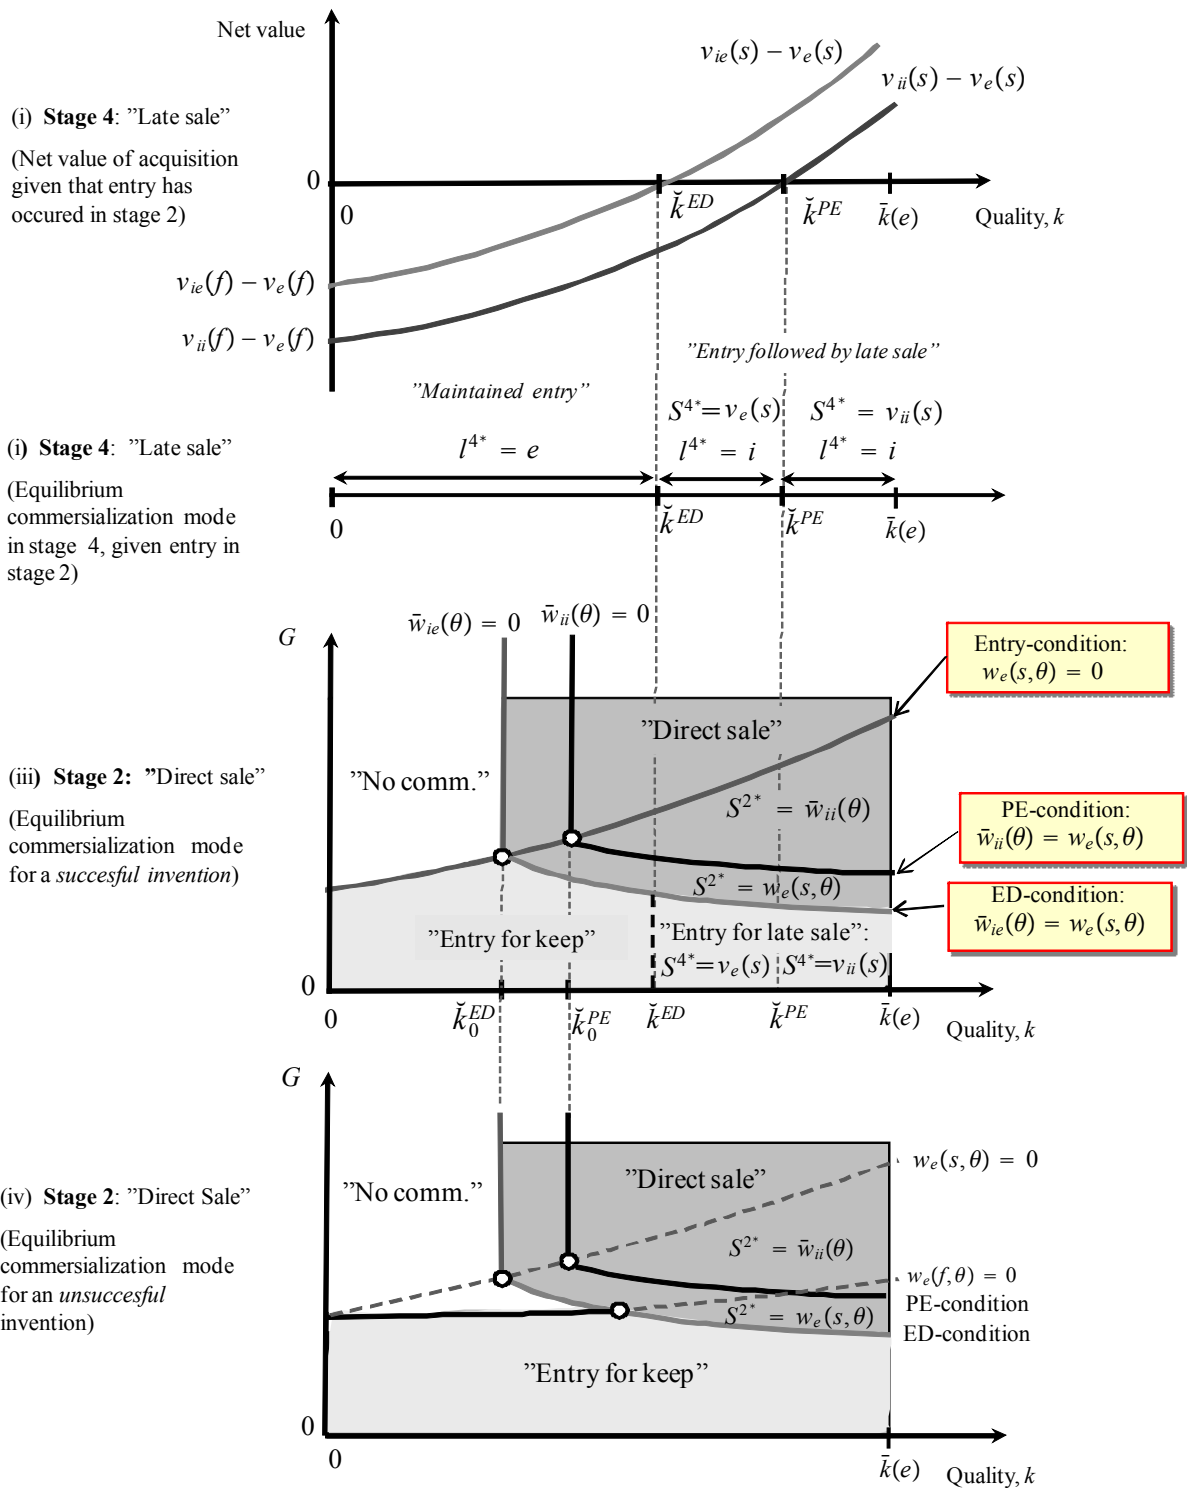 Net value
v_ie(s) − v_e(s)
v_ii(s) − v_e(s)
(i) Stage 4: ”Late sale”
(Net value of acquisition
given that entry has
occured in stage 2)
0
0
ǩ^ED
ǩ^PE
k̄(e)
Quality, k
v_ie(f) − v_e(f)
v_ii(f) − v_e(f)
”Entry followed by late sale”
”Maintained entry”
S^4* = v_e(s)
S^4* = v_ii(s)
(i) Stage 4: ”Late sale”
l^4* = e
l^4* = i
l^4* = i
(Equilibrium
commersialization mode
in stage 4, given entry in
stage 2)
0
ǩ^ED
ǩ^PE
k̄(e)
w̄_ie(θ) = 0
w̄_ii(θ) = 0
G
Entry-condition:
w_e(s,θ) = 0
”Direct sale”
(iii) Stage 2: ”Direct sale”
”No comm.”
(Equilibrium
commersialization mode
for a succesful invention)
S^2* = w̄_ii(θ)
PE-condition:
w̄_ii(θ) = w_e(s,θ)
S^2* = w_e(s,θ)
ED-condition:
w̄_ie(θ) = w_e(s,θ)
”Entry for keep”
”Entry for late sale”:
S^4*=v_e(s)
S^4*=v_ii(s)
0
0
ǩ_0^ED
ǩ_0^PE
ǩ^ED
ǩ^PE
k̄(e)
Quality, k
G
w_e(s,θ) = 0
(iv) Stage 2: ”Direct Sale”
”No comm.”
”Direct sale”
(Equilibrium
commersialization mode
for an unsuccesful
invention)
S^2* = w̄_ii(θ)
w_e(f,θ) = 0
PE-condition
S^2* = w_e(s,θ)
ED-condition
”Entry for keep”
0
0
k̄(e)
Quality, k